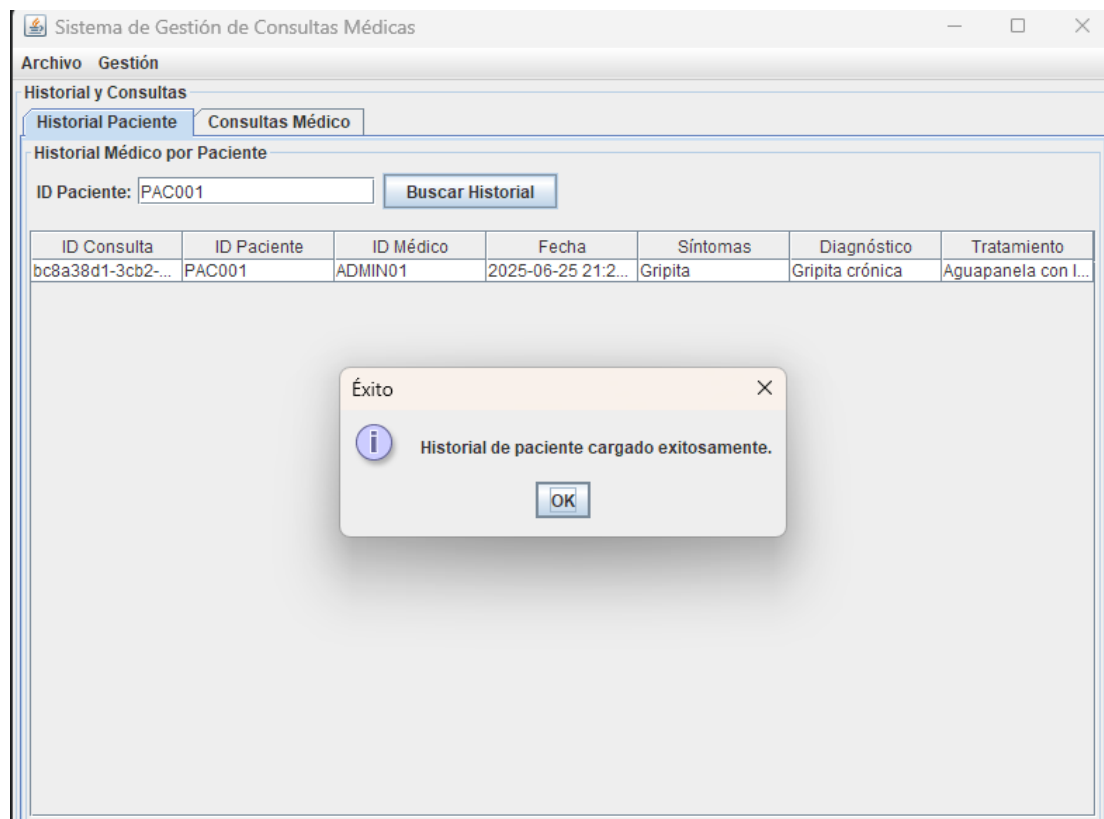 Sistema de Gestión de Consultas Médicas
Archivo Gestión
Historial y Consultas
Historial Paciente Consultas Médico
Historial Médico por Paciente
ID Paciente: PAC001 Buscar Historial
ID Consulta ID Paciente ID Médico Fecha Síntomas Diagnóstico Tratamiento
bc8a38d1-3cb2-... PAC001 ADMIN01 2025-06-25 21:2... Gripita Gripita crónica Aguapanela con l...
Éxito
Historial de paciente cargado exitosamente.
OK